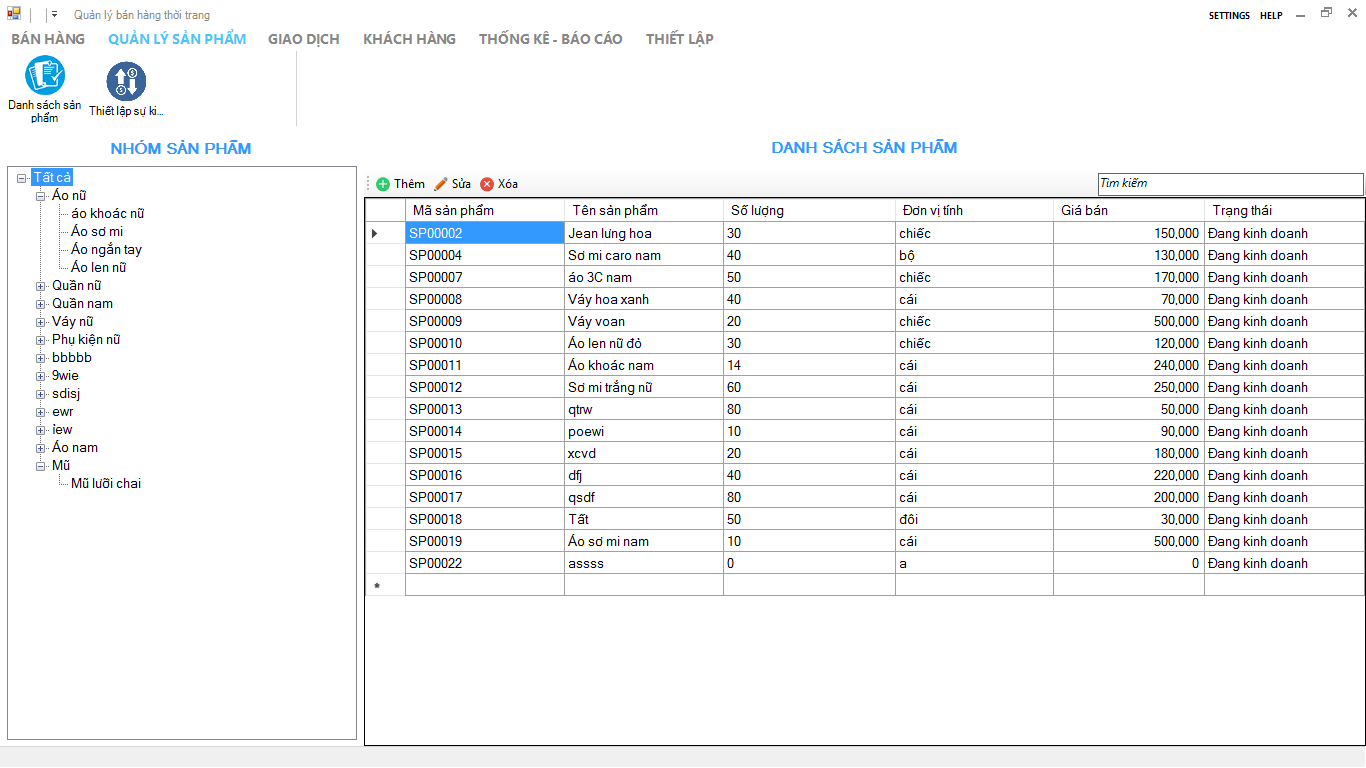 Quản lý bán hàng thời trang
SETTINGS HELP
BÁN HÀNG QUẢN LÝ SẢN PHẨM GIAO DỊCH KHÁCH HÀNG THỐNG KÊ - BÁO CÁO THIẾT LẬP
Danh sách sản
phẩm
Thiết lập sự ki...
NHÓM SẢN PHẨM
Tất cả
Áo nữ
áo khoác nữ
Áo sơ mi
Áo ngắn tay
Áo len nữ
Quần nữ
Quần nam
Váy nữ
Phụ kiện nữ
bbbbb
9wie
sdisj
ewr
iew
Áo nam
Mũ
Mũ lưỡi chai
DANH SÁCH SẢN PHẨM
Thêm Sửa Xóa
Tìm kiếm
Mã sản phẩm Tên sản phẩm Số lượng Đơn vị tính Giá bán Trạng thái
SP00002 Jean lưng hoa 30 chiếc 150,000 Đang kinh doanh
SP00004 Sơ mi caro nam 40 bộ 130,000 Đang kinh doanh
SP00007 áo 3C nam 50 chiếc 170,000 Đang kinh doanh
SP00008 Váy hoa xanh 40 cái 70,000 Đang kinh doanh
SP00009 Váy voan 20 chiếc 500,000 Đang kinh doanh
SP00010 Áo len nữ đỏ 30 chiếc 120,000 Đang kinh doanh
SP00011 Áo khoác nam 14 cái 240,000 Đang kinh doanh
SP00012 Sơ mi trắng nữ 60 cái 250,000 Đang kinh doanh
SP00013 qtrw 80 cái 50,000 Đang kinh doanh
SP00014 poewi 10 cái 90,000 Đang kinh doanh
SP00015 xcvd 20 cái 180,000 Đang kinh doanh
SP00016 dfj 40 cái 220,000 Đang kinh doanh
SP00017 qsdf 80 cái 200,000 Đang kinh doanh
SP00018 Tất 50 đôi 30,000 Đang kinh doanh
SP00019 Áo sơ mi nam 10 cái 500,000 Đang kinh doanh
SP00022 assss 0 a 0 Đang kinh doanh